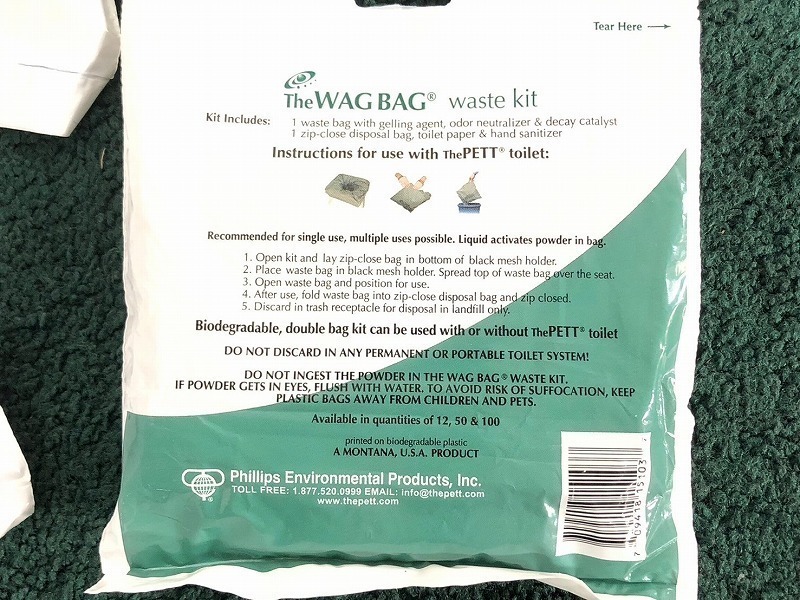 Tear Here →
The WAG BAG® waste kit
Kit Includes: 1 waste bag with gelling agent, odor neutralizer & decay catalyst
1 zip-close disposal bag, toilet paper & hand sanitizer
Instructions for use with ThePETT® toilet:
Recommended for single use, multiple uses possible. Liquid activates powder in bag.
1. Open kit and lay zip-close bag in bottom of black mesh holder.
2. Place waste bag in black mesh holder. Spread top of waste bag over the seat.
3. Open waste bag and position for use.
4. After use, fold waste bag into zip-close disposal bag and zip closed.
5. Discard in trash receptacle for disposal in landfill only.
Biodegradable, double bag kit can be used with or without ThePETT® toilet
DO NOT DISCARD IN ANY PERMANENT OR PORTABLE TOILET SYSTEM!
DO NOT INGEST THE POWDER IN THE WAG BAG® WASTE KIT.
IF POWDER GETS IN EYES, FLUSH WITH WATER. TO AVOID RISK OF SUFFOCATION, KEEP
PLASTIC BAGS AWAY FROM CHILDREN AND PETS.
Available in quantities of 12, 50 & 100
printed on biodegradable plastic
A MONTANA, U.S.A. PRODUCT
Phillips Environmental Products, Inc.
TOLL FREE: 1.877.520.0999 EMAIL: info@thepett.com
www.thepett.com
7 09418 15103 2